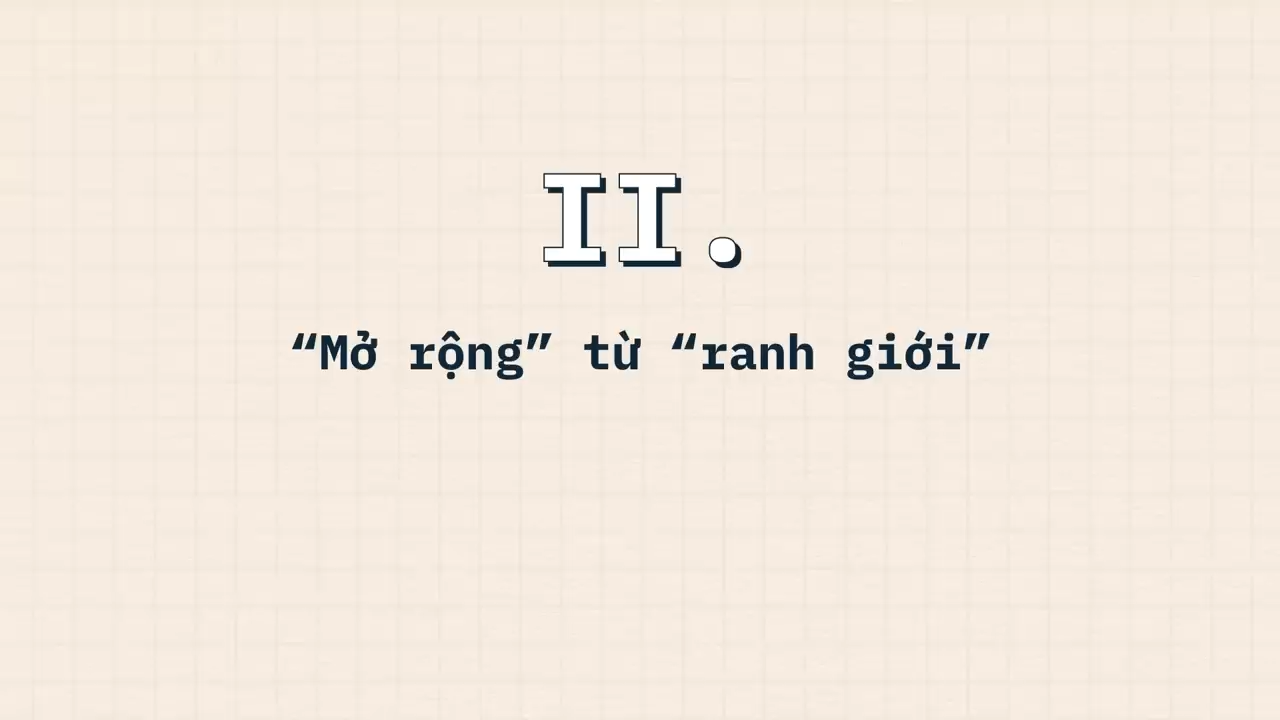 II.
“Mở rộng” từ “ranh giới”